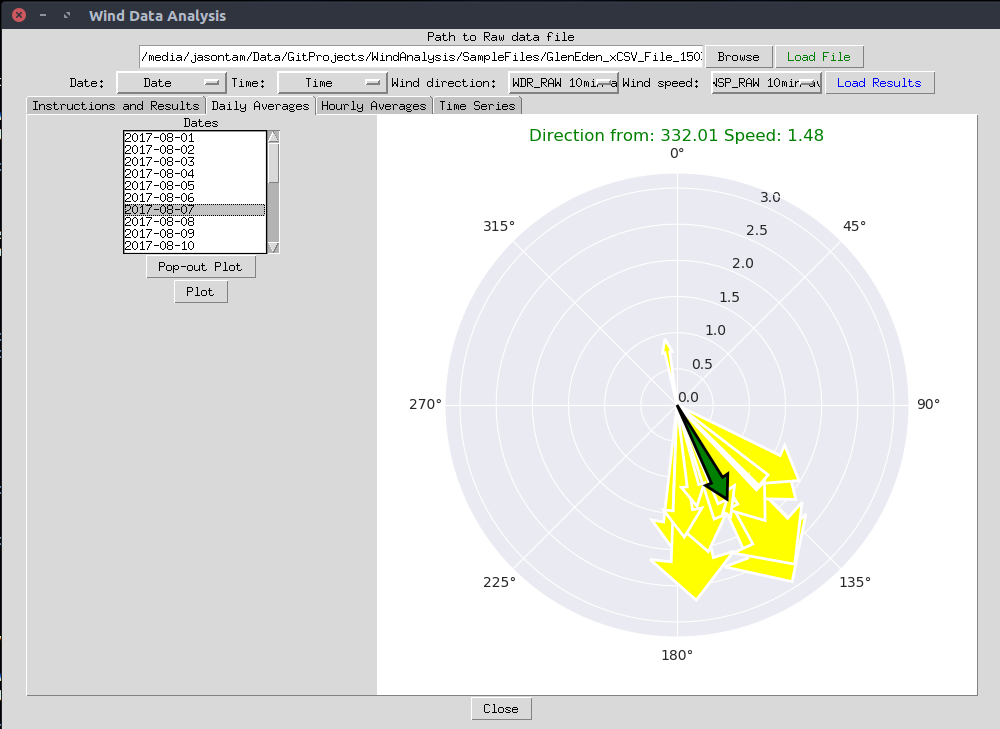 Wind Data Analysis
Path to Raw data file
/media/jasontam/Data/GitProjects/WindAnalysis/SampleFiles/GlenEden_xCSV_File_150 Browse Load File
Date: Date Time: Time Wind direction: WDR_RAW 10min Wind speed: WSP_RAW 10min Load Results
Instructions and Results Daily Averages Hourly Averages Time Series
Dates
2017-08-01
2017-08-02
2017-08-03
2017-08-04
2017-08-05
2017-08-06
2017-08-07
2017-08-08
2017-08-09
2017-08-10
Pop-out Plot
Plot
Direction from: 332.01 Speed: 1.48
0°
315° 45°
270° 90°
225° 135°
180°
3.0
2.5
2.0
1.5
1.0
0.5
0.0
Close